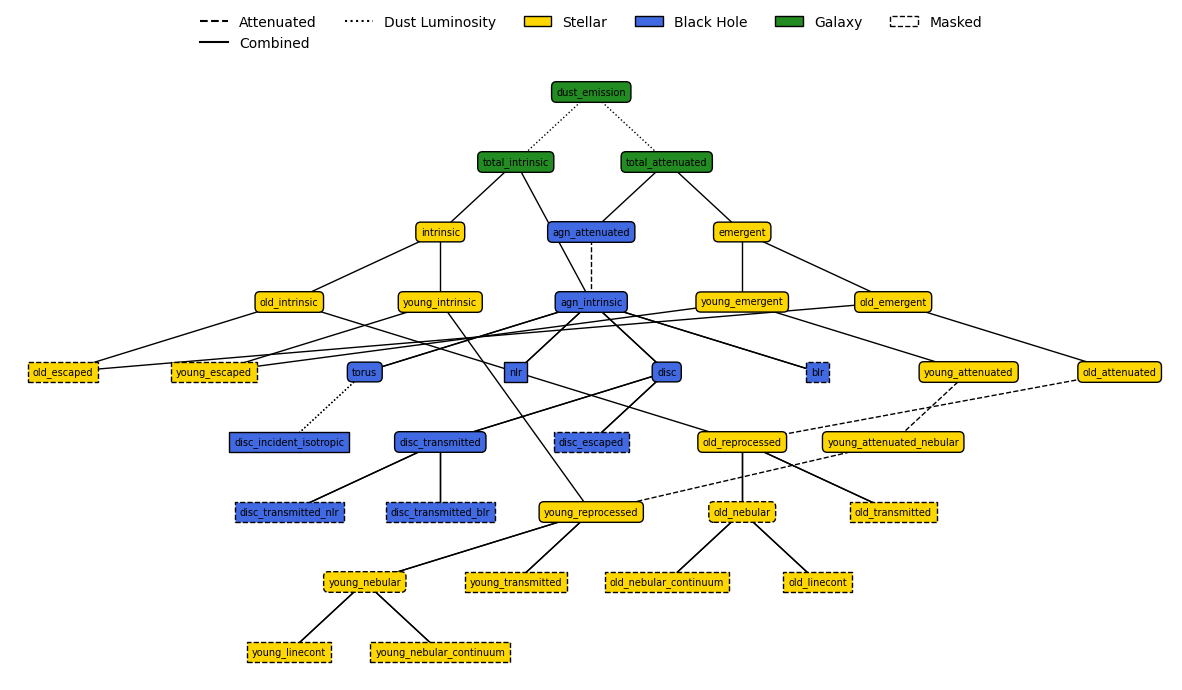 Attenuated Dust Luminosity Stellar Black Hole Galaxy Masked
Combined
dust_emission
total_intrinsic total_attenuated
intrinsic agn_attenuated emergent
old_intrinsic young_intrinsic agn_intrinsic young_emergent old_emergent
old_escaped young_escaped torus nlr disc blr young_attenuated old_attenuated
disc_incident_isotropic disc_transmitted disc_escaped old_reprocessed young_attenuated_nebular
disc_transmitted_nlr disc_transmitted_blr young_reprocessed old_nebular old_transmitted
young_nebular young_transmitted old_nebular_continuum old_linecont
young_linecont young_nebular_continuum